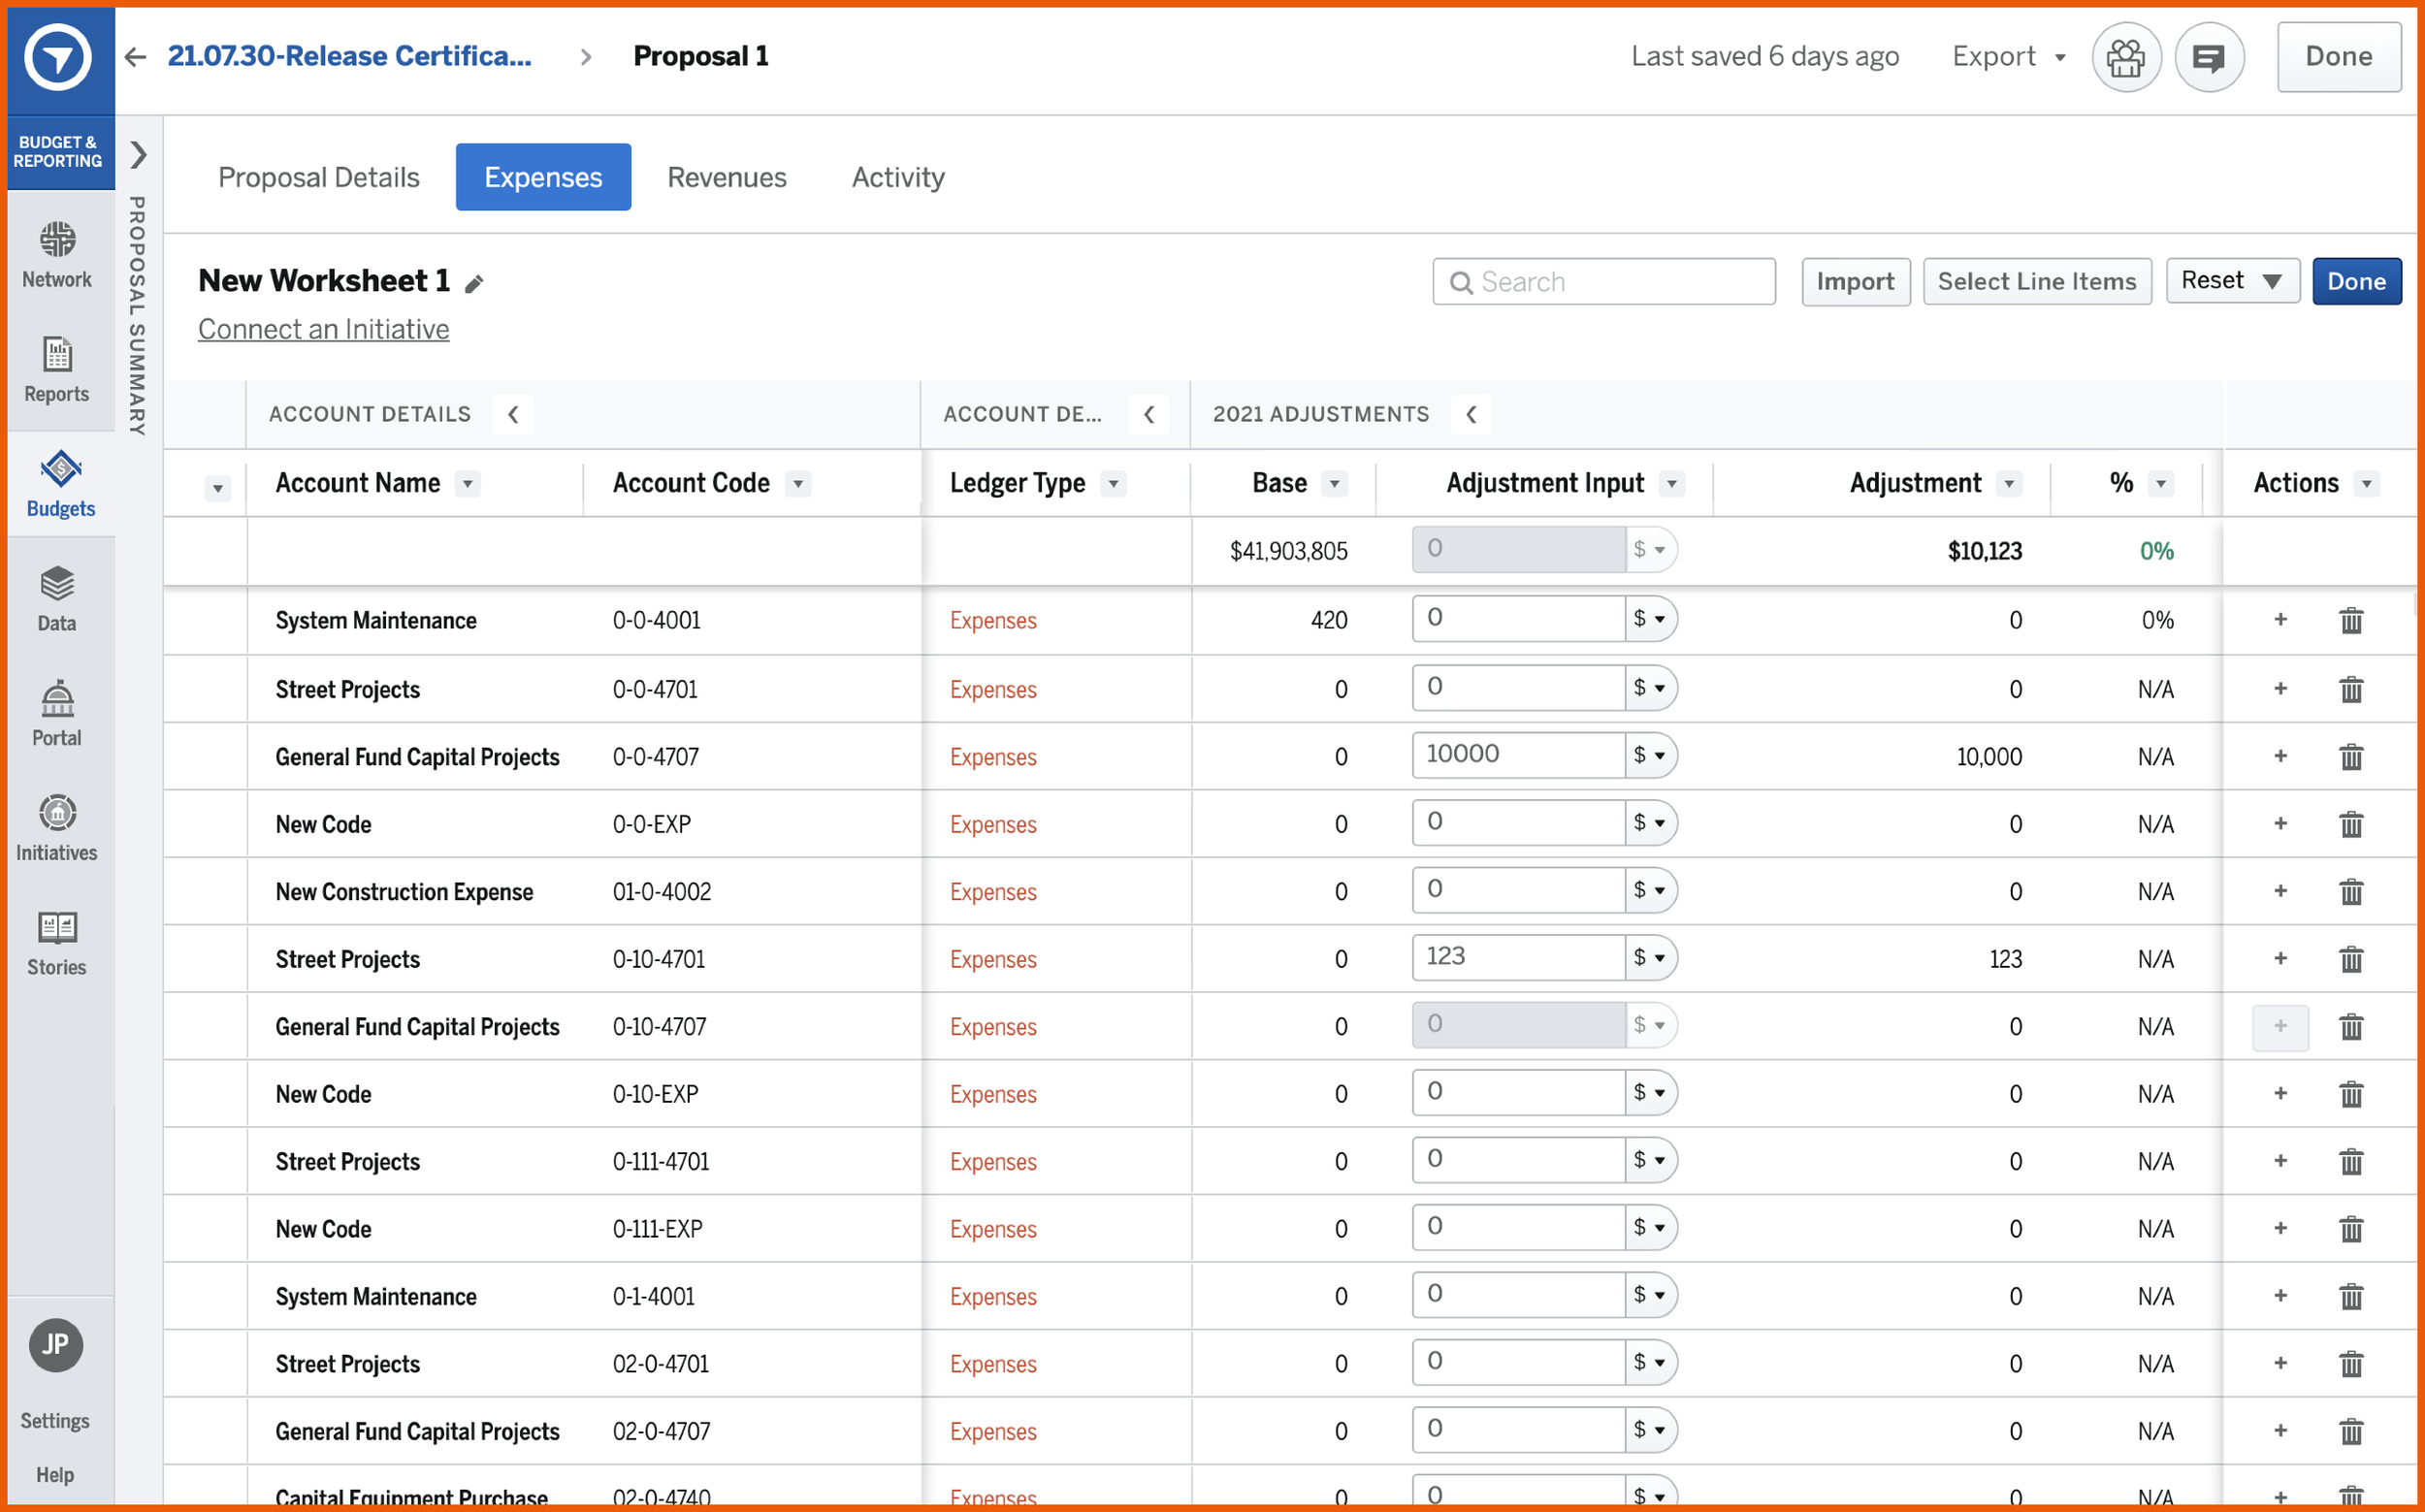 21.07.30-Release Certifica... Proposal 1 Last saved 6 days ago Export Done
BUDGET &
REPORTING
Network
Reports
Budgets
Data
Portal
Initiatives
Stories
JP
Settings
Help
PROPOSAL SUMMARY
Proposal Details Expenses Revenues Activity
New Worksheet 1 Search Import Select Line Items Reset Done
Connect an Initiative
ACCOUNT DETAILS ACCOUNT DE... 2021 ADJUSTMENTS
Account Name Account Code Ledger Type Base Adjustment Input Adjustment % Actions
$41,903,805 0 $ $10,123 0%
System Maintenance 0-0-4001 Expenses 420 0 $ 0 0% +
Street Projects 0-0-4701 Expenses 0 0 $ 0 N/A +
General Fund Capital Projects 0-0-4707 Expenses 0 10000 $ 10,000 N/A +
New Code 0-0-EXP Expenses 0 0 $ 0 N/A +
New Construction Expense 01-0-4002 Expenses 0 0 $ 0 N/A +
Street Projects 0-10-4701 Expenses 0 123 $ 123 N/A +
General Fund Capital Projects 0-10-4707 Expenses 0 0 $ 0 N/A +
New Code 0-10-EXP Expenses 0 0 $ 0 N/A +
Street Projects 0-111-4701 Expenses 0 0 $ 0 N/A +
New Code 0-111-EXP Expenses 0 0 $ 0 N/A +
System Maintenance 0-1-4001 Expenses 0 0 $ 0 N/A +
Street Projects 02-0-4701 Expenses 0 0 $ 0 N/A +
General Fund Capital Projects 02-0-4707 Expenses 0 0 $ 0 N/A +
Capital Equipment Purchase 02-0-4740 Expenses 0 0 $ 0 N/A +